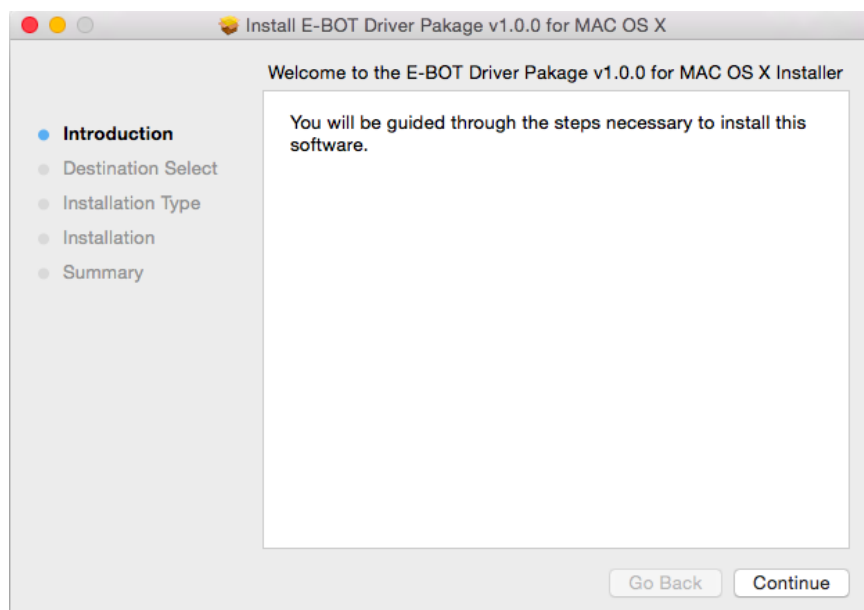 Install E-BOT Driver Pakage v1.0.0 for MAC OS X
Welcome to the E-BOT Driver Pakage v1.0.0 for MAC OS X Installer
Introduction
Destination Select
Installation Type
Installation
Summary
You will be guided through the steps necessary to install this
software.
Go Back
Continue